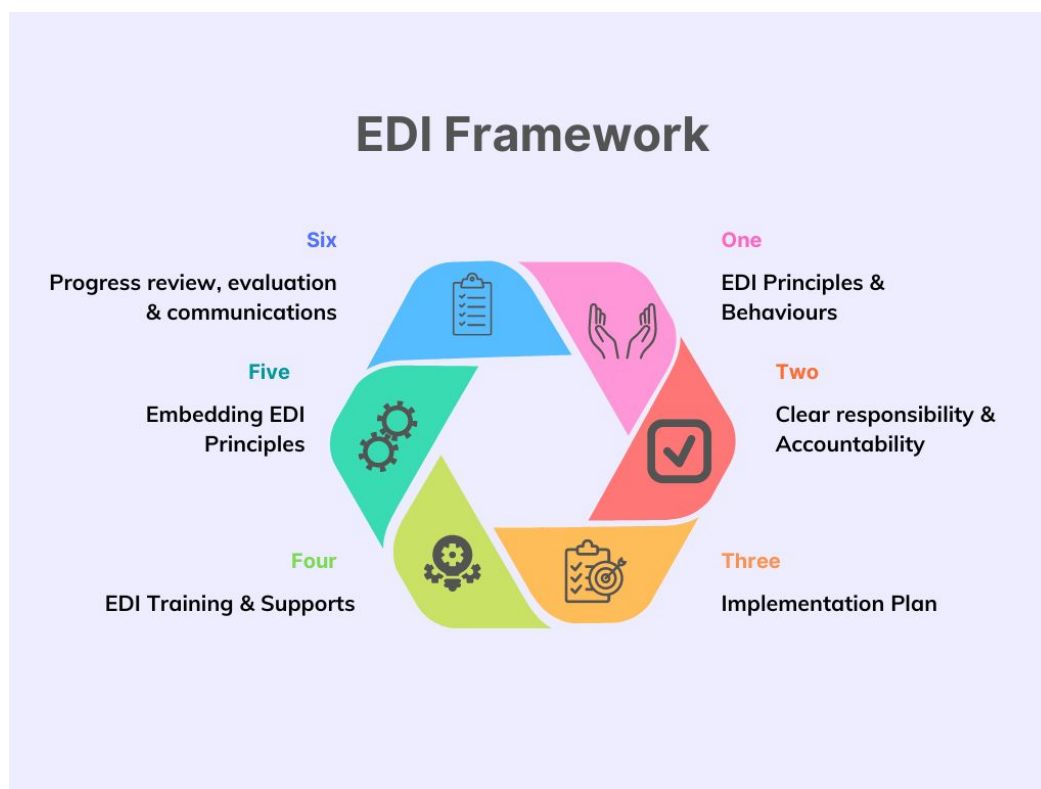 EDI Framework
One
EDI Principles &
Behaviours
Two
Clear responsibility &
Accountability
Three
Implementation Plan
Four
EDI Training & Supports
Five
Embedding EDI
Principles
Six
Progress review, evaluation
& communications